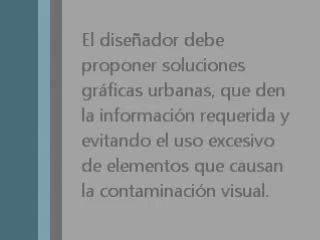 El diseñador debe
proponer soluciones
gráficas urbanas, que den
la información requerida y
evitando el uso excesivo
de elementos que causan
la contaminación visual.